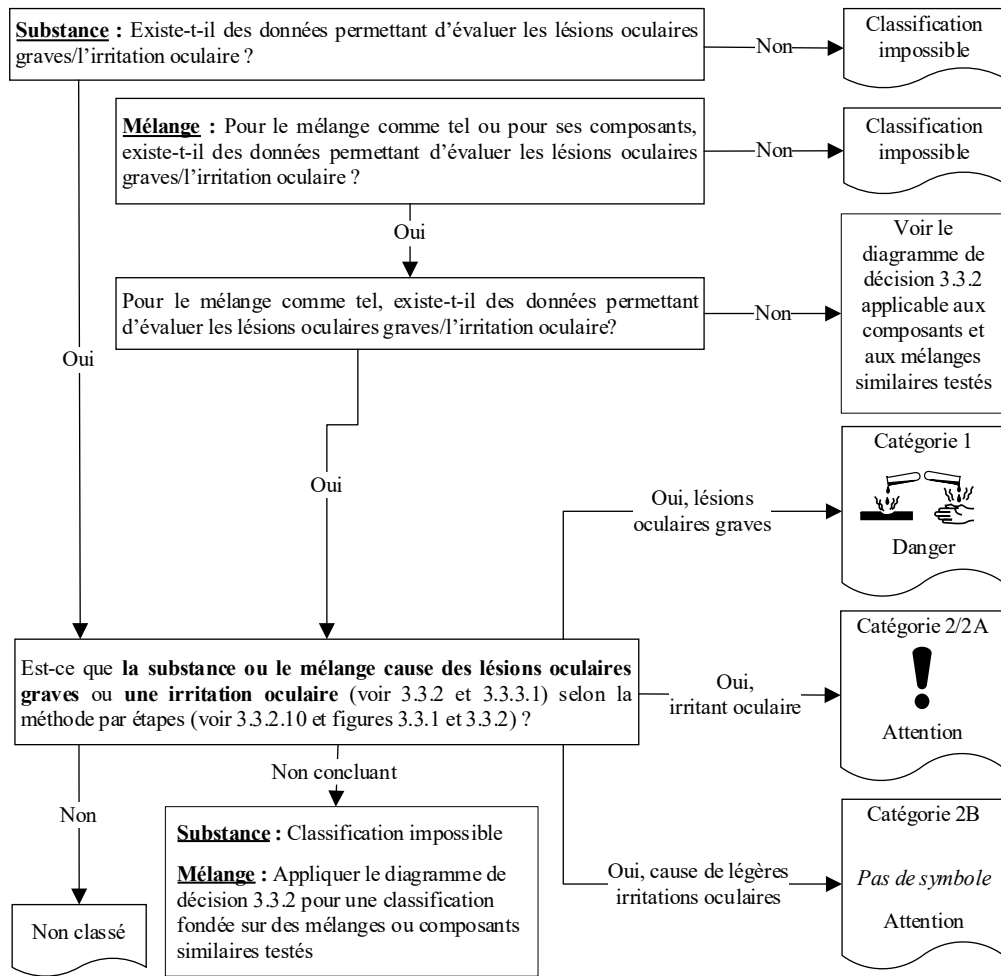 Substance : Existe-t-il des données permettant d’évaluer les lésions oculaires
graves/l’irritation oculaire ?
Non
Classification
impossible
Mélange : Pour le mélange comme tel ou pour ses composants,
existe-t-il des données permettant d’évaluer les lésions oculaires
graves/l’irritation oculaire ?
Non
Classification
impossible
Oui
Pour le mélange comme tel, existe-t-il des données permettant
d’évaluer les lésions oculaires graves/l’irritation oculaire?
Non
Voir le
diagramme de
décision 3.3.2
applicable aux
composants et
aux mélanges
similaires testés
Oui
Oui
Oui, lésions
oculaires graves
Catégorie 1
Danger
Est-ce que la substance ou le mélange cause des lésions oculaires
graves ou une irritation oculaire (voir 3.3.2 et 3.3.3.1) selon la
méthode par étapes (voir 3.3.2.10 et figures 3.3.1 et 3.3.2) ?
Oui,
irritant oculaire
Catégorie 2/2A
Attention
Non concluant
Non
Substance : Classification impossible
Mélange : Appliquer le diagramme de
décision 3.3.2 pour une classification
fondée sur des mélanges ou composants
similaires testés
Non classé
Oui, cause de légères
irritations oculaires
Catégorie 2B
Pas de symbole
Attention